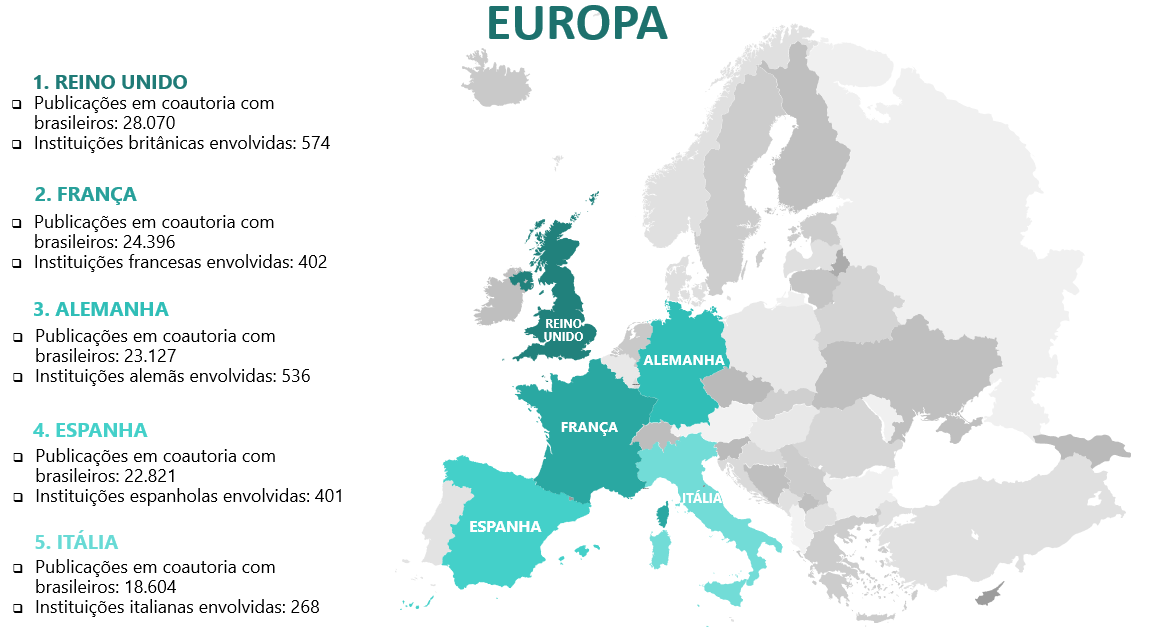 EUROPA
1. REINO UNIDO
❑ Publicações em coautoria com
brasileiros: 28.070
❑ Instituições britânicas envolvidas: 574
2. FRANÇA
❑ Publicações em coautoria com
brasileiros: 24.396
❑ Instituições francesas envolvidas: 402
3. ALEMANHA
❑ Publicações em coautoria com
brasileiros: 23.127
❑ Instituições alemãs envolvidas: 536
4. ESPANHA
❑ Publicações em coautoria com
brasileiros: 22.821
❑ Instituições espanholas envolvidas: 401
5. ITÁLIA
❑ Publicações em coautoria com
brasileiros: 18.604
❑ Instituições italianas envolvidas: 268
REINO
UNIDO
ALEMANHA
FRANÇA
ITÁLIA
ESPANHA